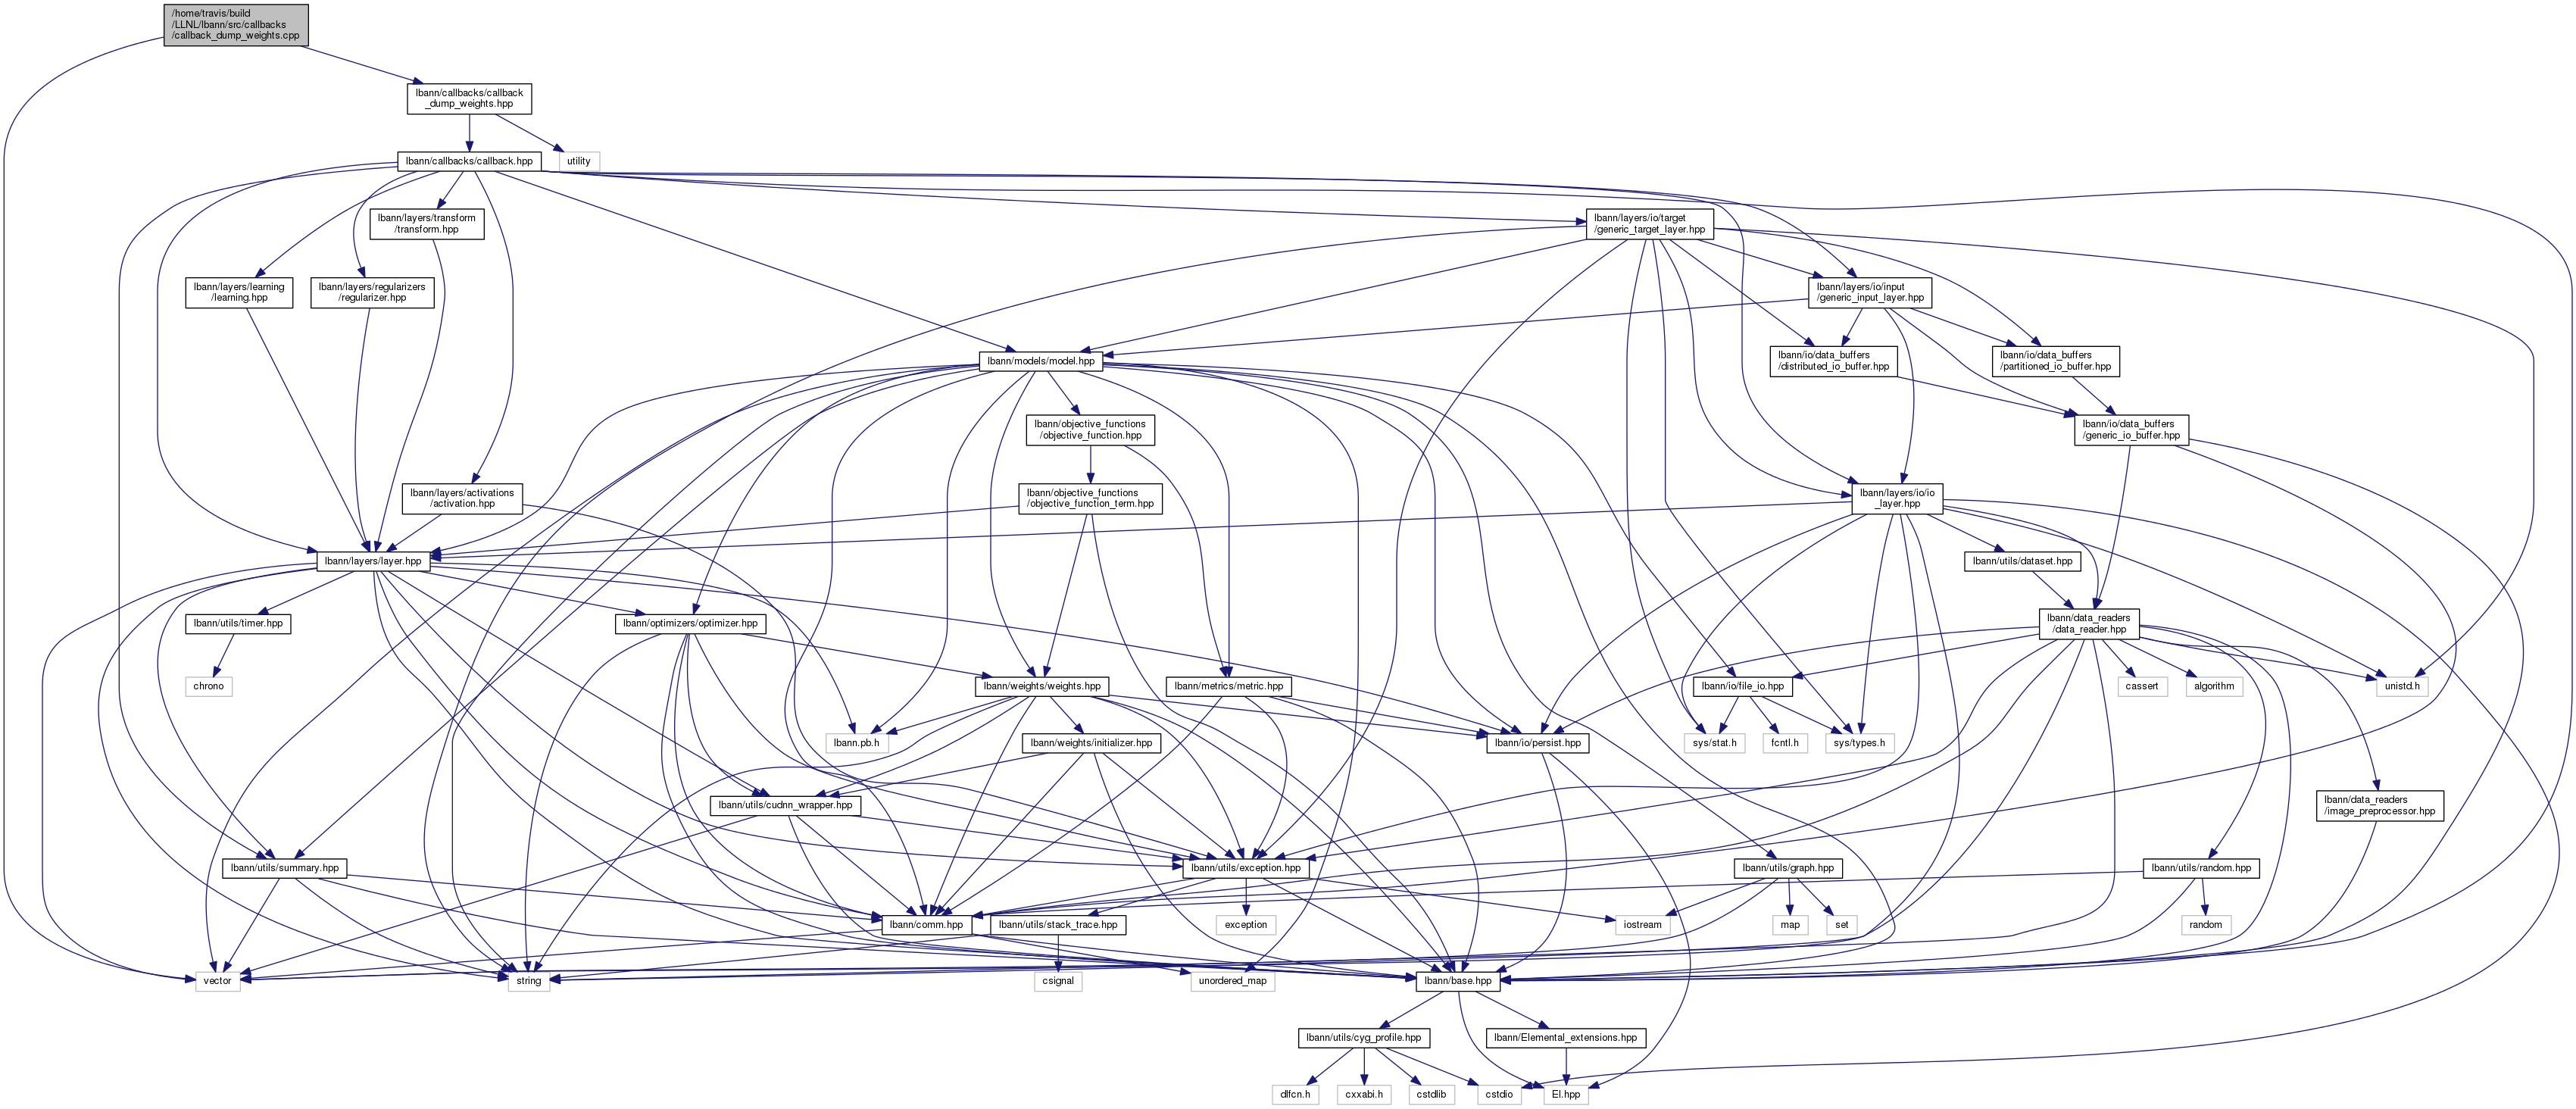 /home/travis/build
/LLNL/lbann/src/callbacks
/callback_dump_weights.cpp
lbann/callbacks/callback
_dump_weights.hpp
lbann/callbacks/callback.hpp
utility
lbann/layers/transform
/transform.hpp
lbann/layers/io/target
/generic_target_layer.hpp
lbann/layers/learning
/learning.hpp
lbann/layers/regularizers
/regularizer.hpp
lbann/layers/io/input
/generic_input_layer.hpp
lbann/models/model.hpp
lbann/io/data_buffers
/distributed_io_buffer.hpp
lbann/io/data_buffers
/partitioned_io_buffer.hpp
lbann/objective_functions
/objective_function.hpp
lbann/io/data_buffers
/generic_io_buffer.hpp
lbann/layers/activations
/activation.hpp
lbann/objective_functions
/objective_function_term.hpp
lbann/layers/io/io
_layer.hpp
lbann/layers/layer.hpp
lbann/utils/dataset.hpp
lbann/utils/timer.hpp
lbann/optimizers/optimizer.hpp
lbann/data_readers
/data_reader.hpp
chrono
lbann/weights/weights.hpp
lbann/metrics/metric.hpp
lbann/io/file_io.hpp
cassert
algorithm
unistd.h
lbann.pb.h
lbann/weights/initializer.hpp
lbann/io/persist.hpp
sys/stat.h
fcntl.h
sys/types.h
lbann/utils/cudnn_wrapper.hpp
lbann/data_readers
/image_preprocessor.hpp
lbann/utils/summary.hpp
lbann/utils/exception.hpp
lbann/utils/graph.hpp
lbann/utils/random.hpp
lbann/comm.hpp
lbann/utils/stack_trace.hpp
exception
iostream
map
set
random
vector
string
csignal
unordered_map
lbann/base.hpp
lbann/utils/cyg_profile.hpp
lbann/Elemental_extensions.hpp
dlfcn.h
cxxabi.h
cstdlib
cstdio
El.hpp